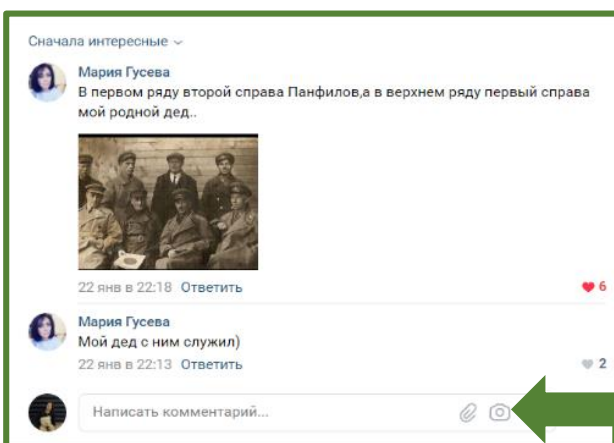 Сначала интересные
Мария Гусева
В первом ряду второй справа Панфилов,а в верхнем ряду первый справа
мой родной дед..
22 янв в 22:18 Ответить
6
Мария Гусева
Мой дед с ним служил)
22 янв в 22:13 Ответить
2
Написать комментарий...